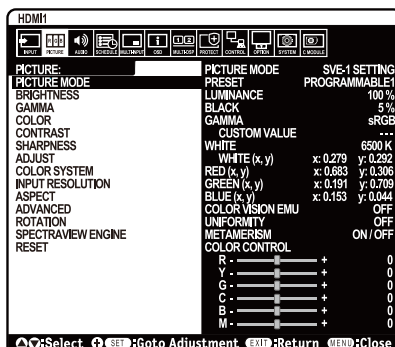 HDMI1
INPUT
PICTURE
AUDIO
SCHEDULE
MULTI-INPUT
OSD
MULTI-DSP
PROTECT
CONTROL
OPTION
SYSTEM
C MODULE
PICTURE:
PICTURE MODE
BRIGHTNESS
GAMMA
COLOR
CONTRAST
SHARPNESS
ADJUST
COLOR SYSTEM
INPUT RESOLUTION
ASPECT
ADVANCED
ROTATION
SPECTRAVIEW ENGINE
RESET
PICTURE MODE SVE-1 SETTING
PRESET PROGRAMMABLE1
LUMINANCE 100 %
BLACK 5 %
GAMMA sRGB
CUSTOM VALUE ---
WHITE 6500 K
WHITE (x, y) x: 0.279 y: 0.292
RED (x, y) x: 0.683 y: 0.306
GREEN (x, y) x: 0.191 y: 0.709
BLUE (x, y) x: 0.153 y: 0.044
COLOR VISION EMU OFF
UNIFORMITY OFF
METAMERISM ON / OFF
COLOR CONTROL
R - + 0
Y - + 0
G - + 0
C - + 0
B - + 0
M - + 0
:Select SET :Goto Adjustment EXIT :Return MENU :Close